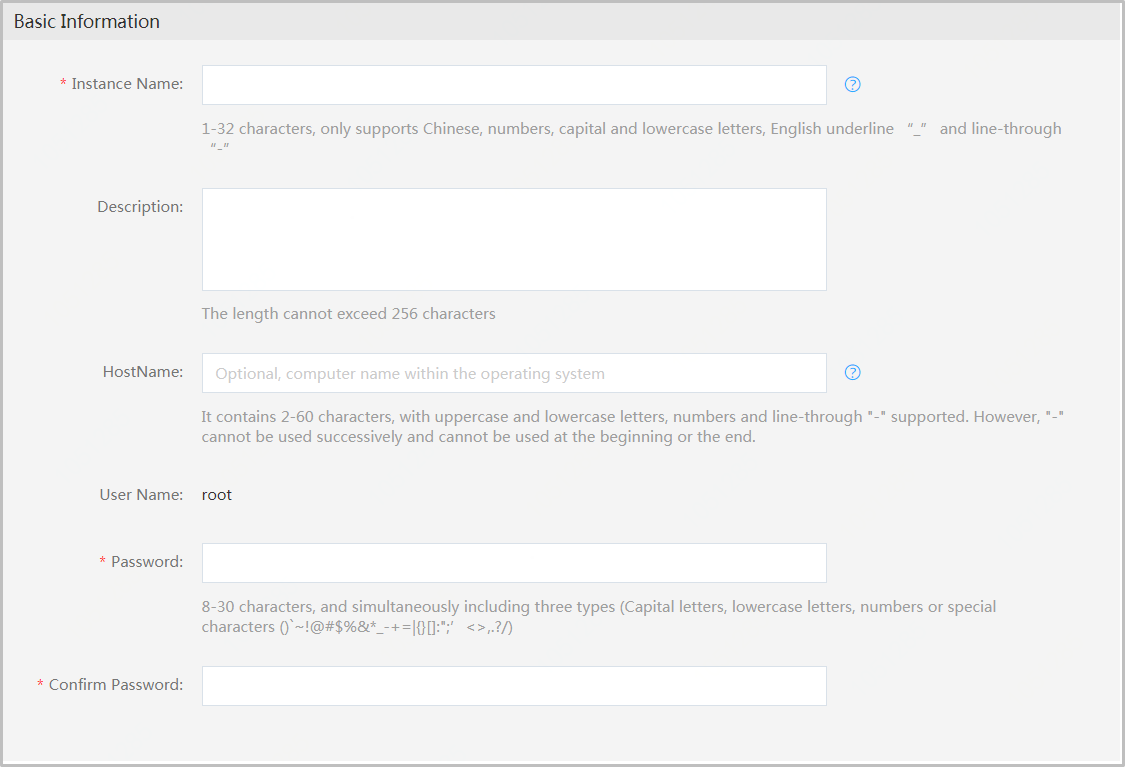 Basic Information
* Instance Name:
1-32 characters, only supports Chinese, numbers, capital and lowercase letters, English underline “_” and line-through
“-”
Description:
The length cannot exceed 256 characters
HostName: Optional, computer name within the operating system
It contains 2-60 characters, with uppercase and lowercase letters, numbers and line-through "-" supported. However, "-"
cannot be used successively and cannot be used at the beginning or the end.
User Name: root
* Password:
8-30 characters, and simultaneously including three types (Capital letters, lowercase letters, numbers or special
characters ()`~!@#$%&*_-+=|{}[]:";’ <>,.?/)
* Confirm Password: